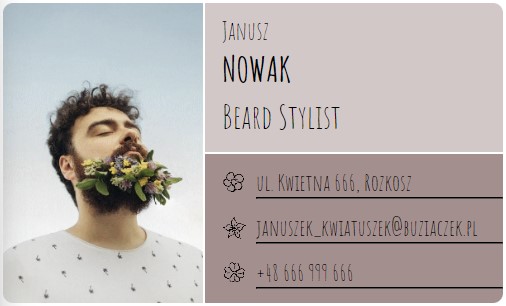 Janusz
NOWAK
Beard Stylist
ul. Kwietna 666, Rozkosz
januszek_kwiatuszek@buziaczek.pl
+48 666 999 666